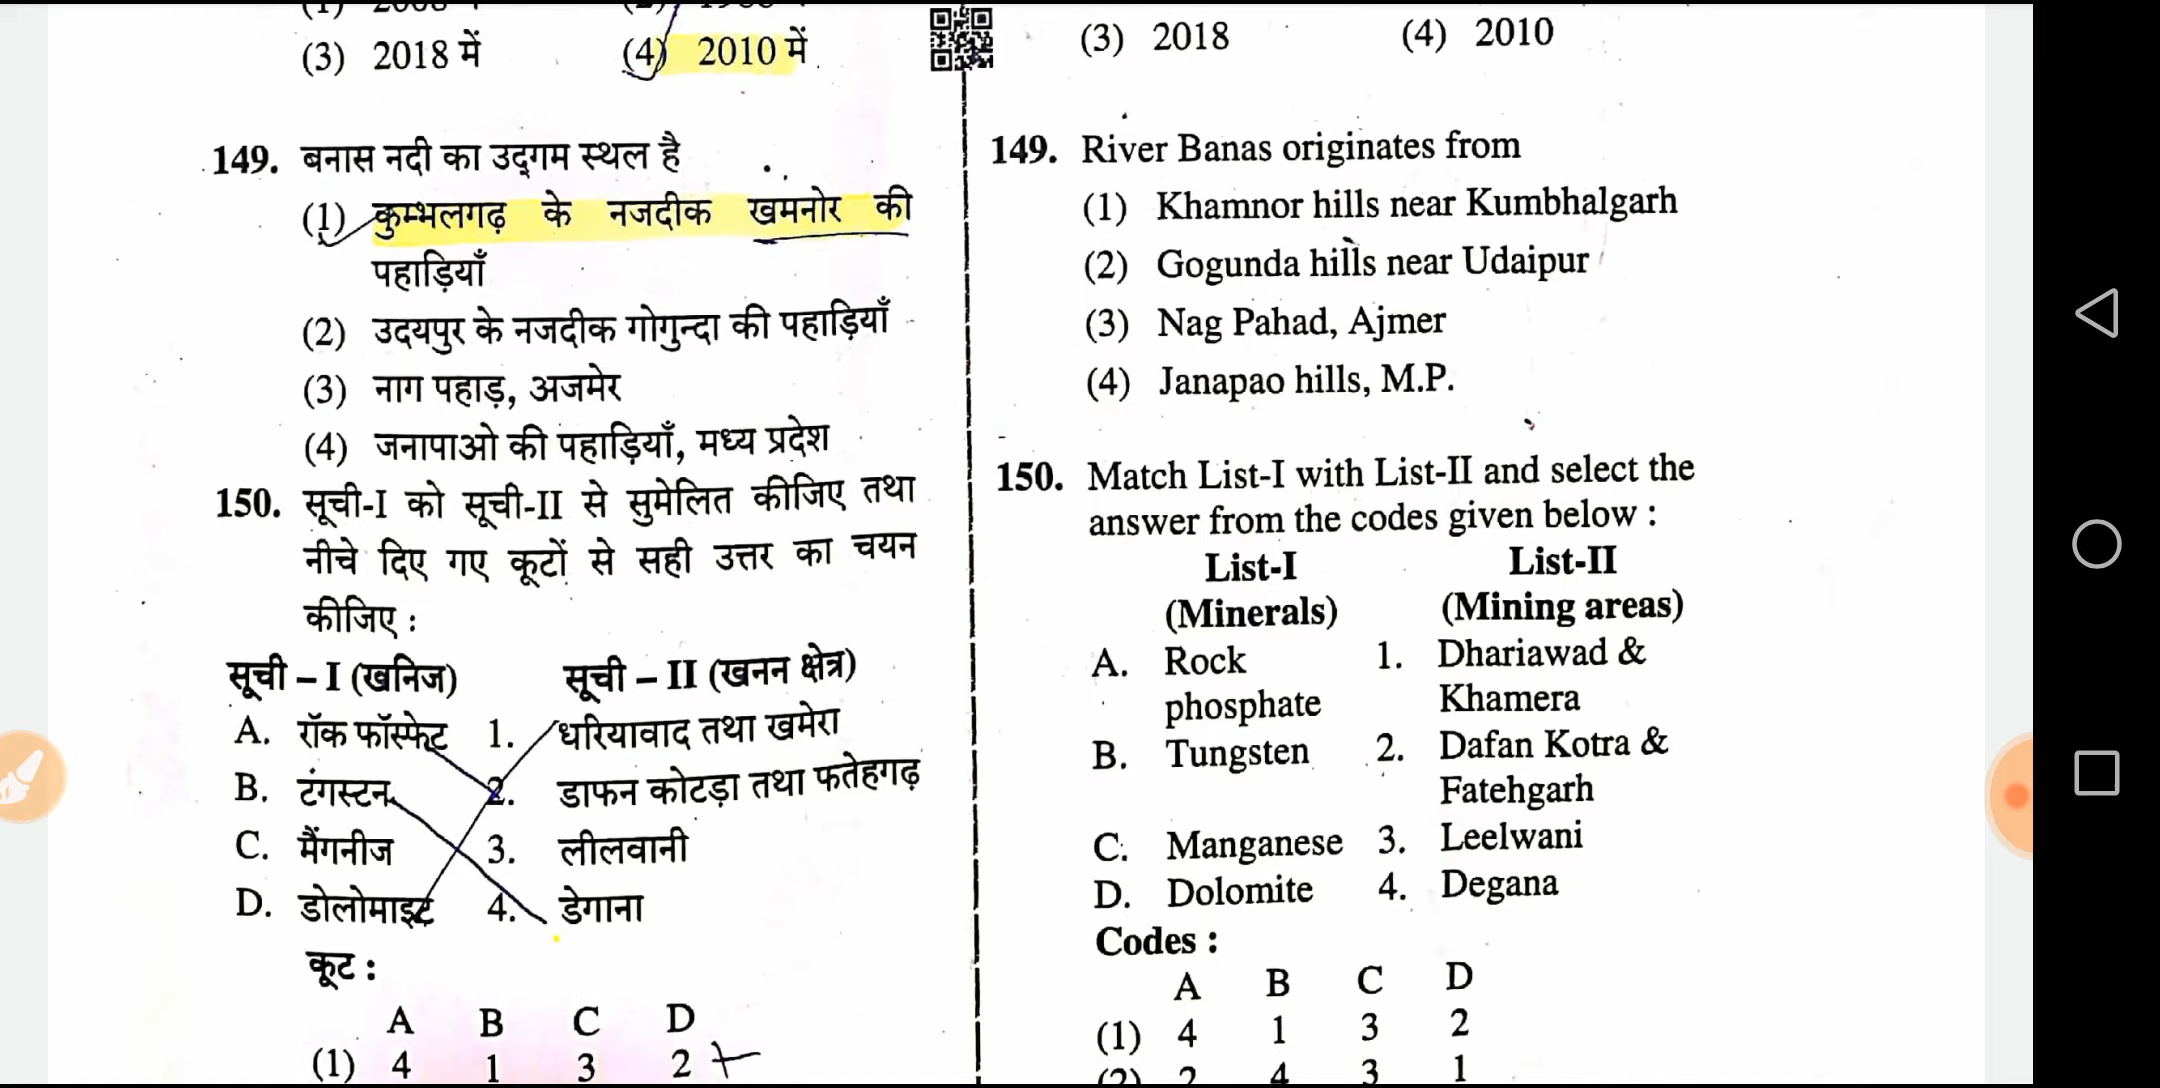 (3) 2018 में (4) 2010 में
149. बनास नदी का उद्‌गम स्थल है
(1) कुम्भलगढ़ के नजदीक खमनोर की
पहाड़ियाँ
(2) उदयपुर के नजदीक गोगुन्दा की पहाड़ियाँ
(3) नाग पहाड़, अजमेर
(4) जनापाओ की पहाड़ियाँ, मध्य प्रदेश
150. सूची-I को सूची-II से सुमेलित कीजिए तथा
नीचे दिए गए कूटों से सही उत्तर का चयन
कीजिए :
सूची – I (खनिज) सूची – II (खनन क्षेत्र)
A. रॉक फॉस्फेट 1. धरियावाद तथा खमेरा
B. टंगस्टन 2. डाफन कोटड़ा तथा फतेहगढ़
C. मैंगनीज 3. लीलवानी
D. डोलोमाइट 4. डेगाना
कूट :
A B C D
(1) 4 1 3 2
(3) 2018 (4) 2010
149. River Banas originates from
(1) Khamnor hills near Kumbhalgarh
(2) Gogunda hills near Udaipur
(3) Nag Pahad, Ajmer
(4) Janapao hills, M.P.
150. Match List-I with List-II and select the
answer from the codes given below :
List-I List-II
(Minerals) (Mining areas)
A. Rock 1. Dhariawad &
phosphate Khamera
B. Tungsten 2. Dafan Kotra &
Fatehgarh
C. Manganese 3. Leelwani
D. Dolomite 4. Degana
Codes :
A B C D
(1) 4 1 3 2
(2) 2 4 3 1